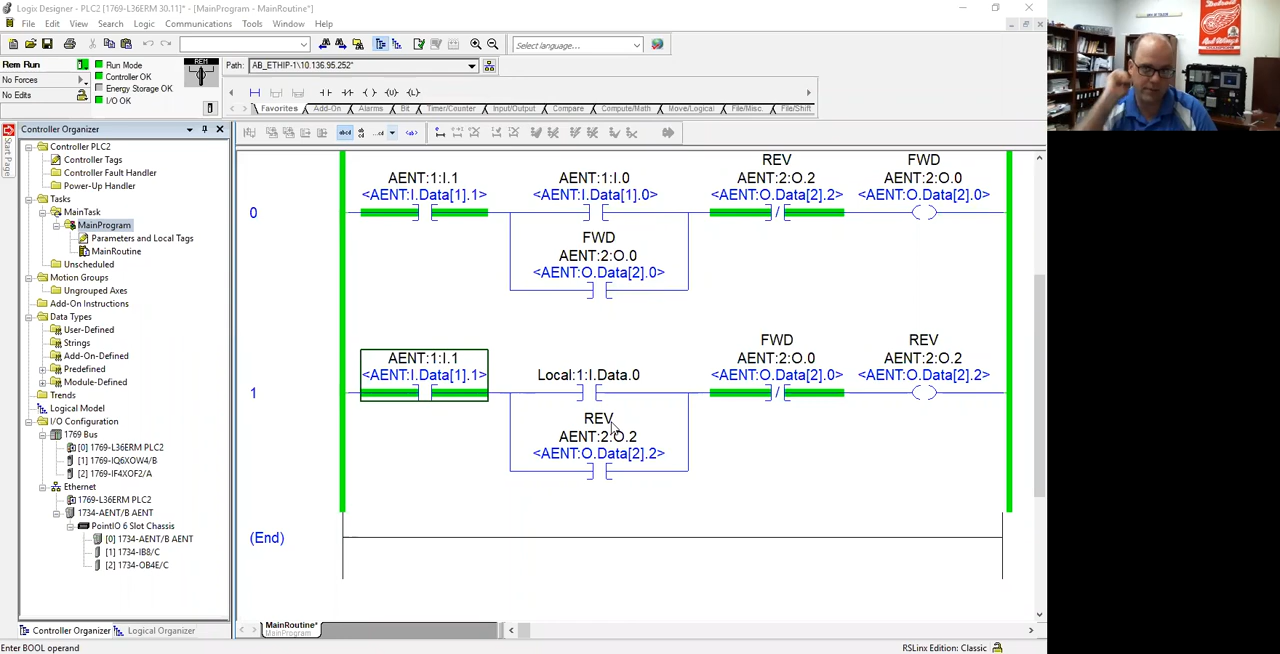 Logix Designer - PLC2 [1769-L36ERM 30.11]* - [MainProgram - MainRoutine*]
File Edit View Search Logic Communications Tools Window Help
Select language...
Rem Run
Run Mode
No Forces
Controller OK
Energy Storage OK
No Edits
I/O OK
REM
Path: AB_ETHIP-1\10.136.95.252*
Favorites Add-On Alarms Bit Timer/Counter Input/Output Compare Compute/Math Move/Logical File/Misc. File/Shift
Start Page
Controller Organizer
Controller PLC2
Controller Tags
Controller Fault Handler
Power-Up Handler
Tasks
MainTask
MainProgram
Parameters and Local Tags
MainRoutine
Unscheduled
Motion Groups
Ungrouped Axes
Add-On Instructions
Data Types
User-Defined
Strings
Add-On-Defined
Predefined
Module-Defined
Trends
Logical Model
I/O Configuration
1769 Bus
[0] 1769-L36ERM PLC2
[1] 1769-IQ6XOW4/B
[2] 1769-IF4XOF2/A
Ethernet
1769-L36ERM PLC2
1734-AENT/B AENT
PointIO 6 Slot Chassis
[0] 1734-AENT/B AENT
[1] 1734-IB8/C
[2] 1734-OB4E/C
REV FWD
AENT:1:I.1 AENT:1:I.0 AENT:2:O.2 AENT:2:O.0
<AENT:I.Data[1].1> <AENT:I.Data[1].0> <AENT:O.Data[2].2> <AENT:O.Data[2].0>
0
FWD
AENT:2:O.0
<AENT:O.Data[2].0>
FWD REV
AENT:1:I.1 AENT:2:O.0 AENT:2:O.2
<AENT:I.Data[1].1> Local:1:I.Data.0 <AENT:O.Data[2].0> <AENT:O.Data[2].2>
1
REV
AENT:2:O.2
<AENT:O.Data[2].2>
(End)
MainRoutine*
MainProgram
Controller Organizer Logical Organizer
Enter BOOL operand
RSLinx Edition: Classic